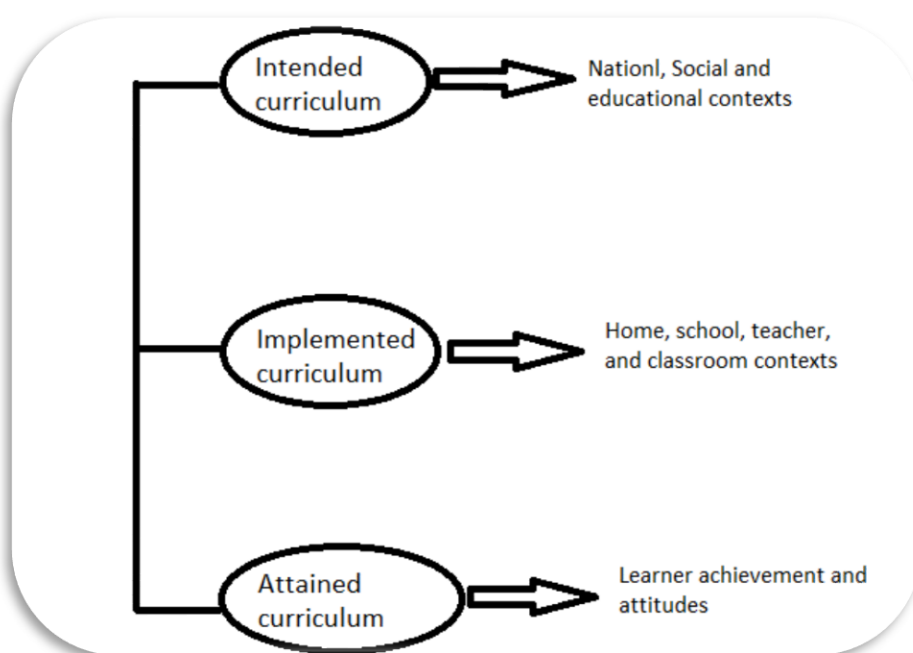 Intended
curriculum
Nationl, Social and
educational contexts
Implemented
curriculum
Home, school, teacher,
and classroom contexts
Attained
curriculum
Learner achievement and
attitudes